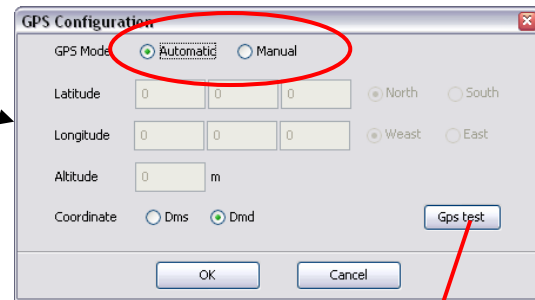 GPS Configuration
GPS Mode Automatic Manual
Latitude 0 0 0 North South
Longitude 0 0 0 Weast East
Altitude 0 m
Coordinate Dms Dmd Gps test
OK Cancel